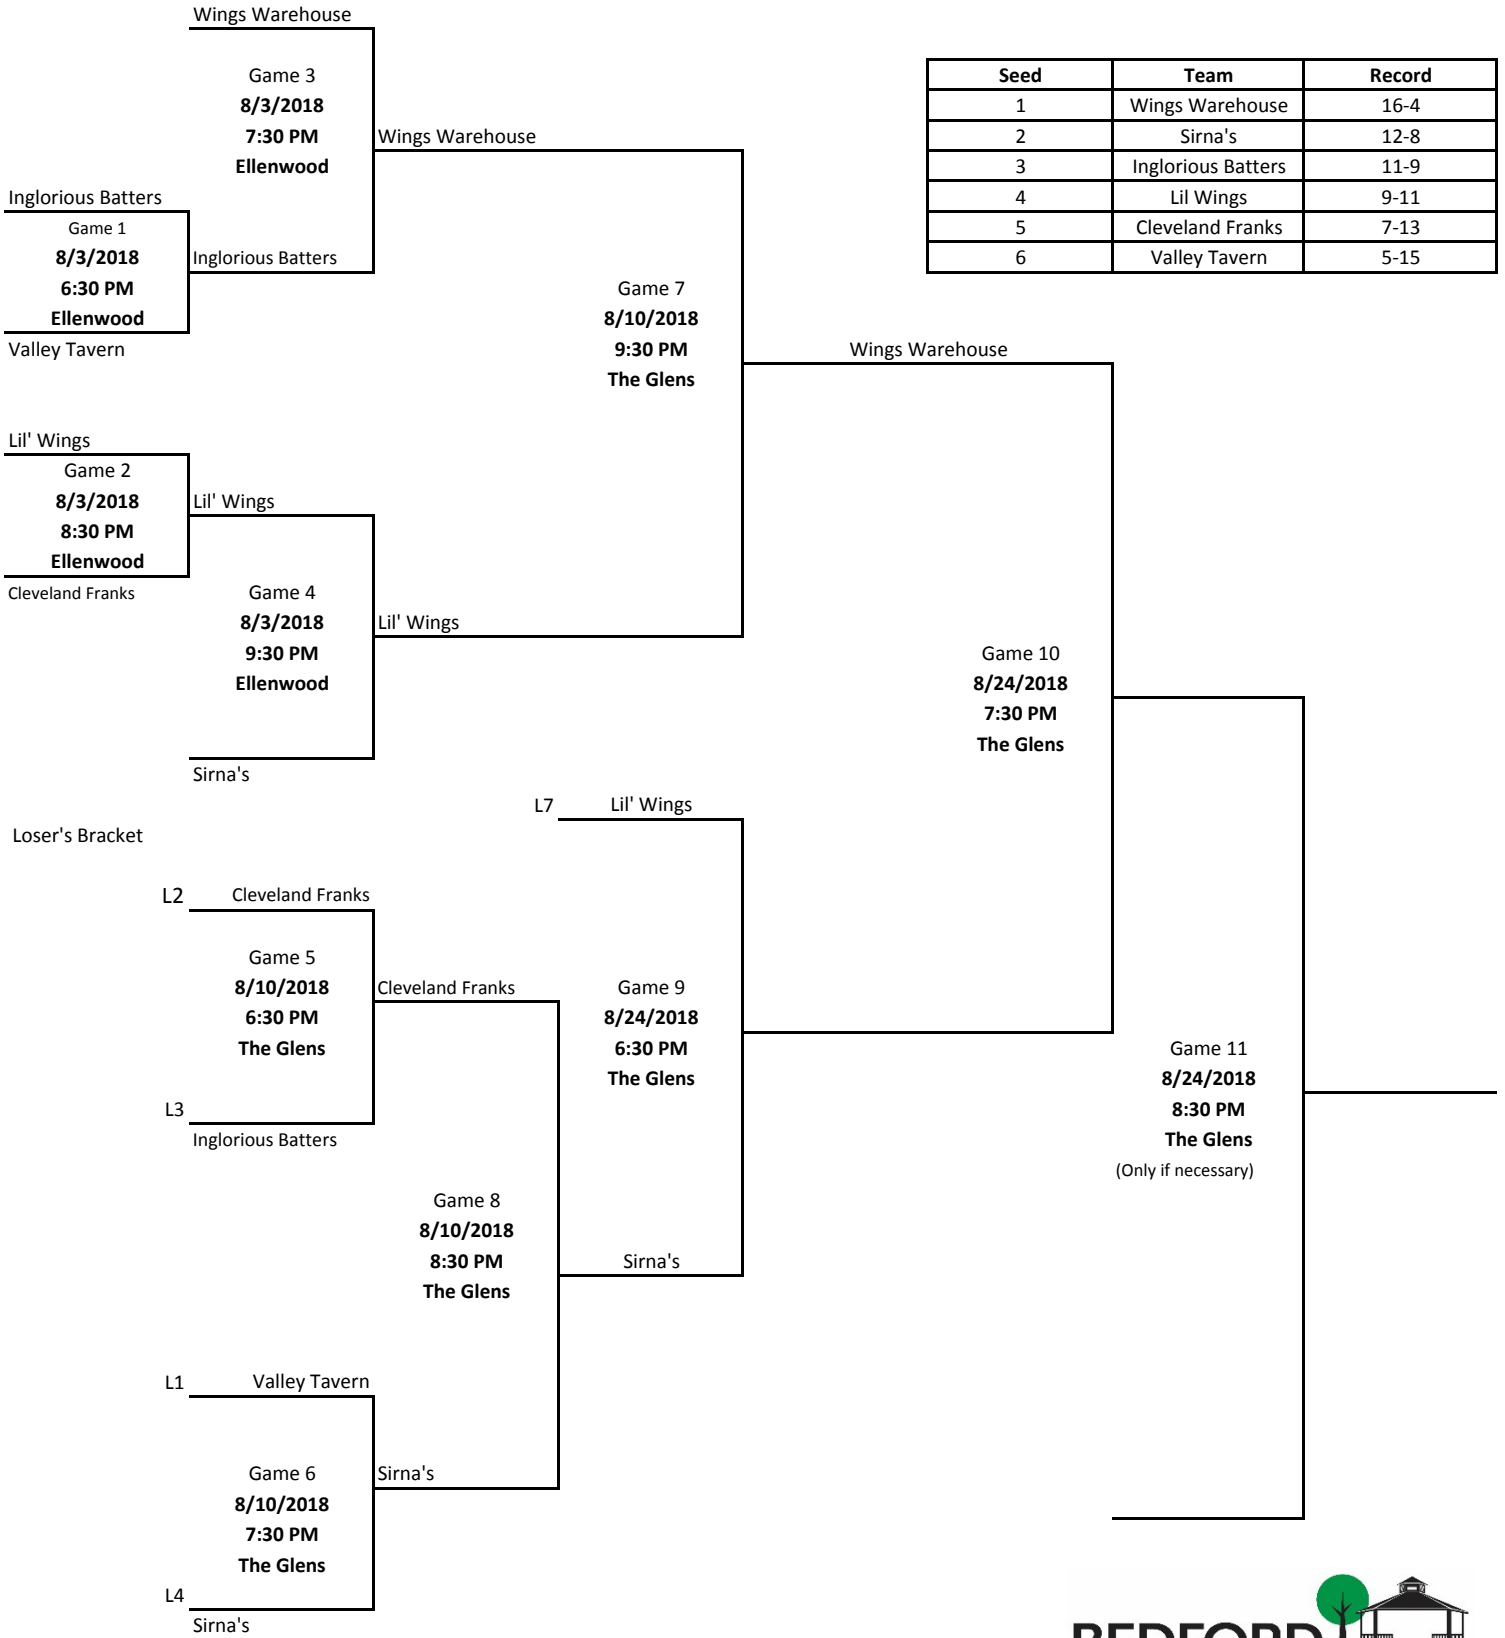 Wings Warehouse
Game 3
8/3/2018
7:30 PM
Ellenwood
Wings Warehouse
Seed Team Record
1 Wings Warehouse 16-4
2 Sirna's 12-8
3 Inglorious Batters 11-9
4 Lil Wings 9-11
5 Cleveland Franks 7-13
6 Valley Tavern 5-15
Inglorious Batters
Game 1
8/3/2018
6:30 PM
Ellenwood
Valley Tavern
Inglorious Batters
Game 7
8/10/2018
9:30 PM
The Glens
Wings Warehouse
Lil' Wings
Game 2
8/3/2018
8:30 PM
Ellenwood
Cleveland Franks
Lil' Wings
Game 4
8/3/2018
9:30 PM
Ellenwood
Lil' Wings
Sirna's
Game 10
8/24/2018
7:30 PM
The Glens
L7 Lil' Wings
Loser's Bracket
L2 Cleveland Franks
Game 5
8/10/2018
6:30 PM
The Glens
Cleveland Franks
L3
Inglorious Batters
Game 9
8/24/2018
6:30 PM
The Glens
Game 11
8/24/2018
8:30 PM
The Glens
(Only if necessary)
Game 8
8/10/2018
8:30 PM
The Glens
Sirna's
L1 Valley Tavern
Game 6
8/10/2018
7:30 PM
The Glens
Sirna's
L4
Sirna's
BEDFORD